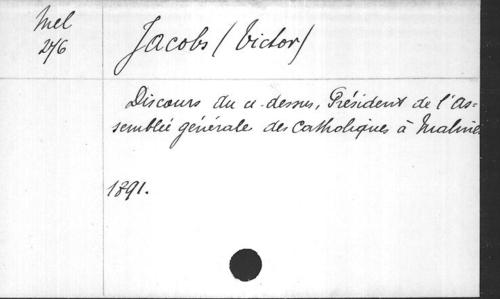 Mel
276
Jacobs (Victor)
Discours du ci-dessus, Président de l'As-
semblée générale des Catholiques à Malines
1891.